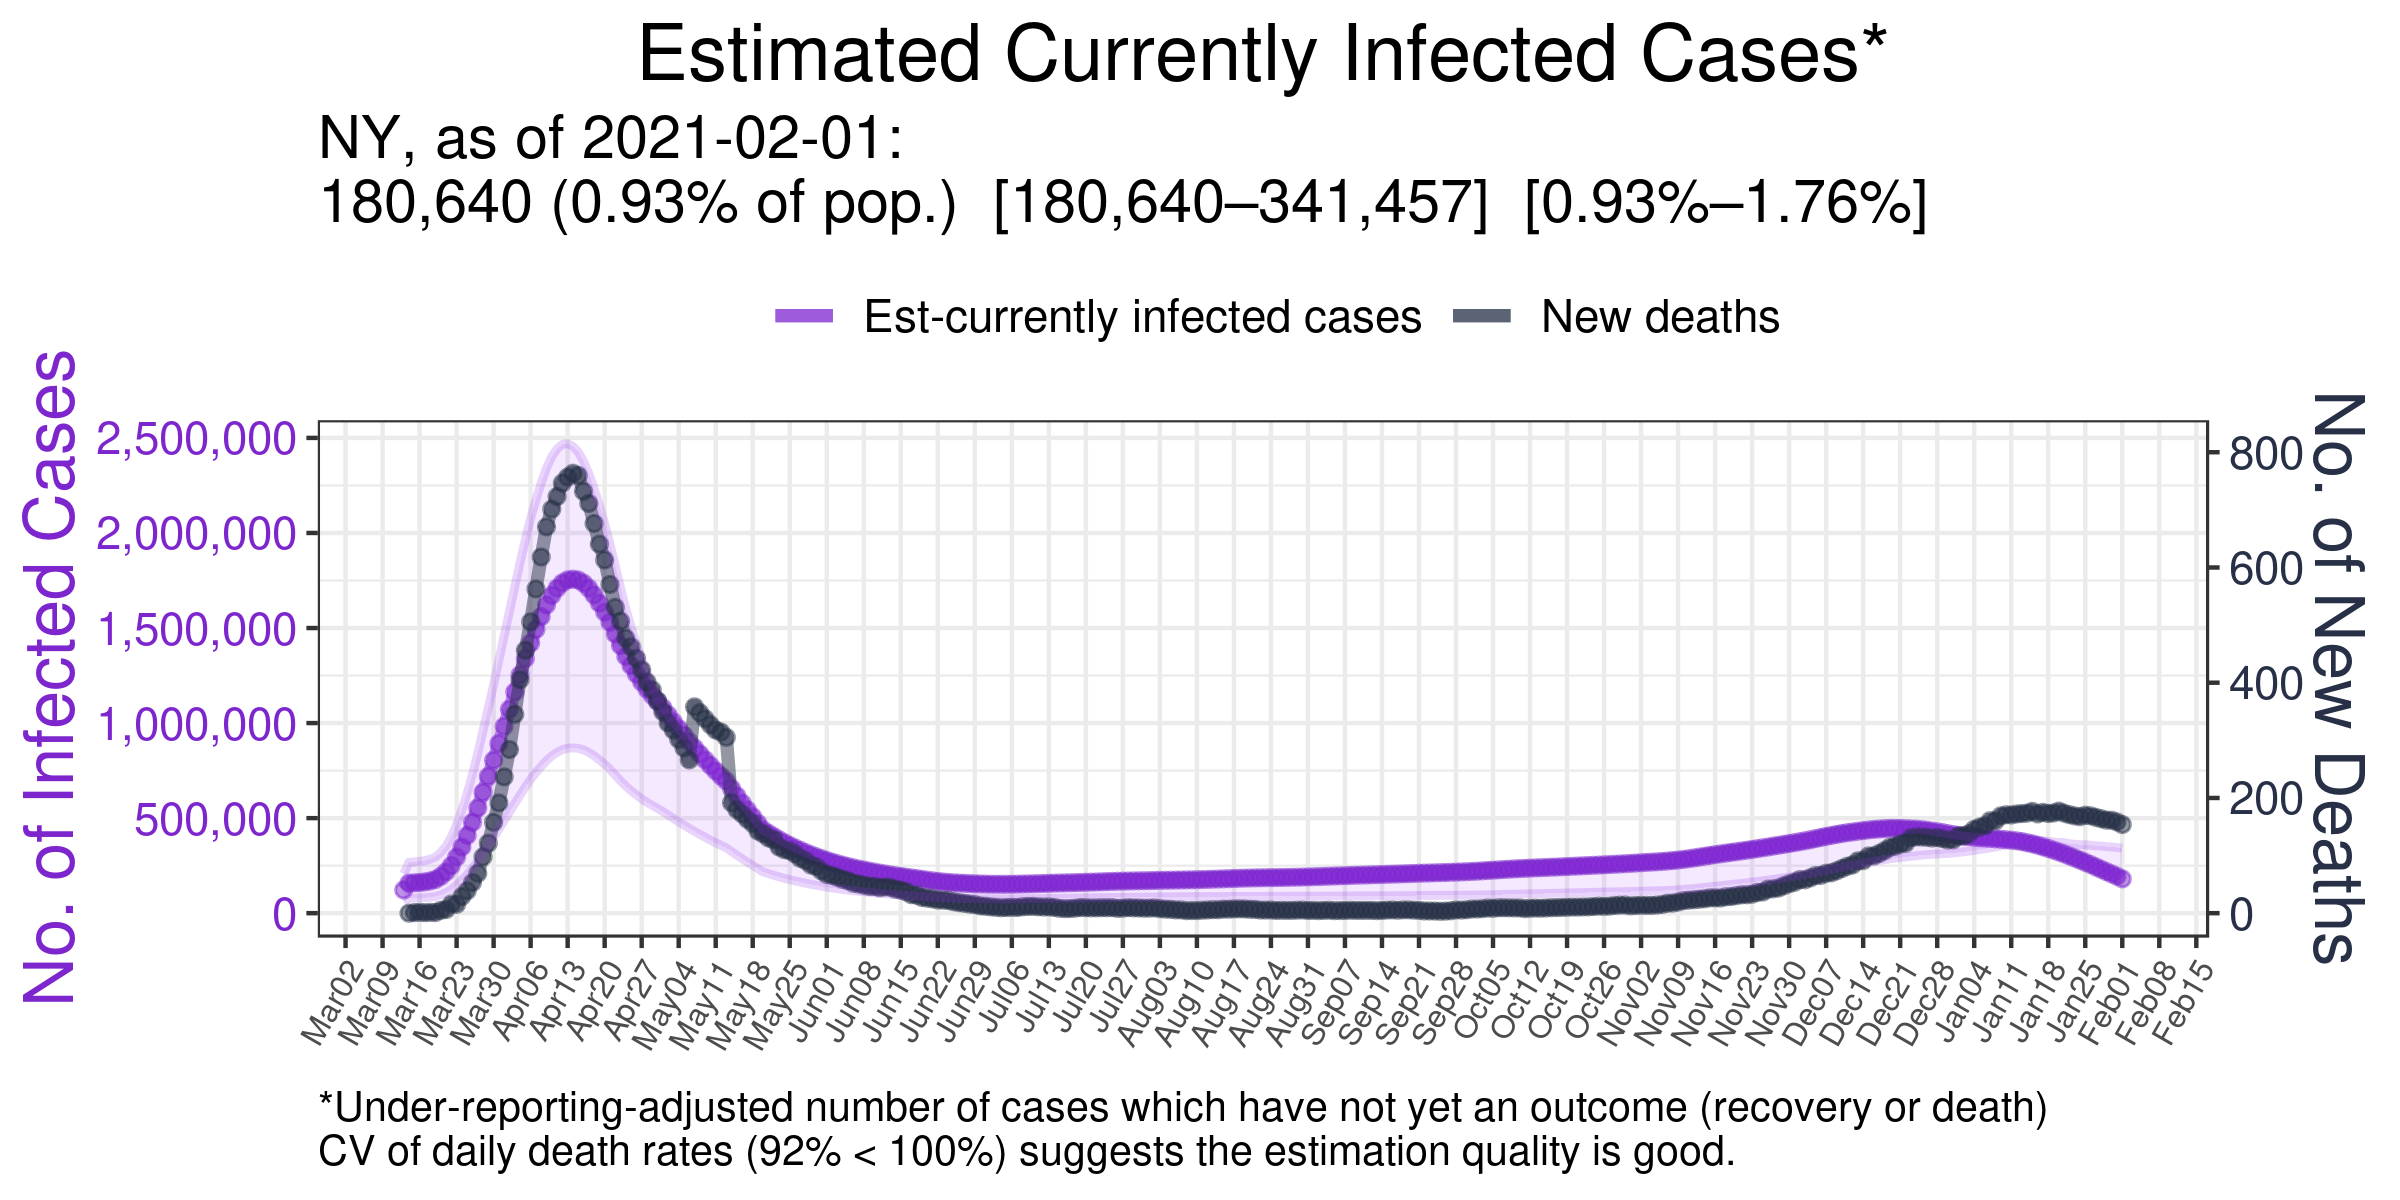 Estimated Currently Infected Cases*
NY, as of 2021-02-01:
180,640 (0.93% of pop.)  [180,640–341,457]  [0.93%–1.76%]
Est-currently infected cases
New deaths
No. of Infected Cases
2,500,000
2,000,000
1,500,000
1,000,000
500,000
0
800
600
400
200
0
No. of New Deaths
Mar02
Mar09
Mar16
Mar23
Mar30
Apr06
Apr13
Apr20
Apr27
May04
May11
May18
May25
Jun01
Jun08
Jun15
Jun22
Jun29
Jul06
Jul13
Jul20
Jul27
Aug03
Aug10
Aug17
Aug24
Aug31
Sep07
Sep14
Sep21
Sep28
Oct05
Oct12
Oct19
Oct26
Nov02
Nov09
Nov16
Nov23
Nov30
Dec07
Dec14
Dec21
Dec28
Jan04
Jan11
Jan18
Jan25
Feb01
Feb08
Feb15
*Under-reporting-adjusted number of cases which have not yet an outcome (recovery or death)
CV of daily death rates (92% < 100%) suggests the estimation quality is good.